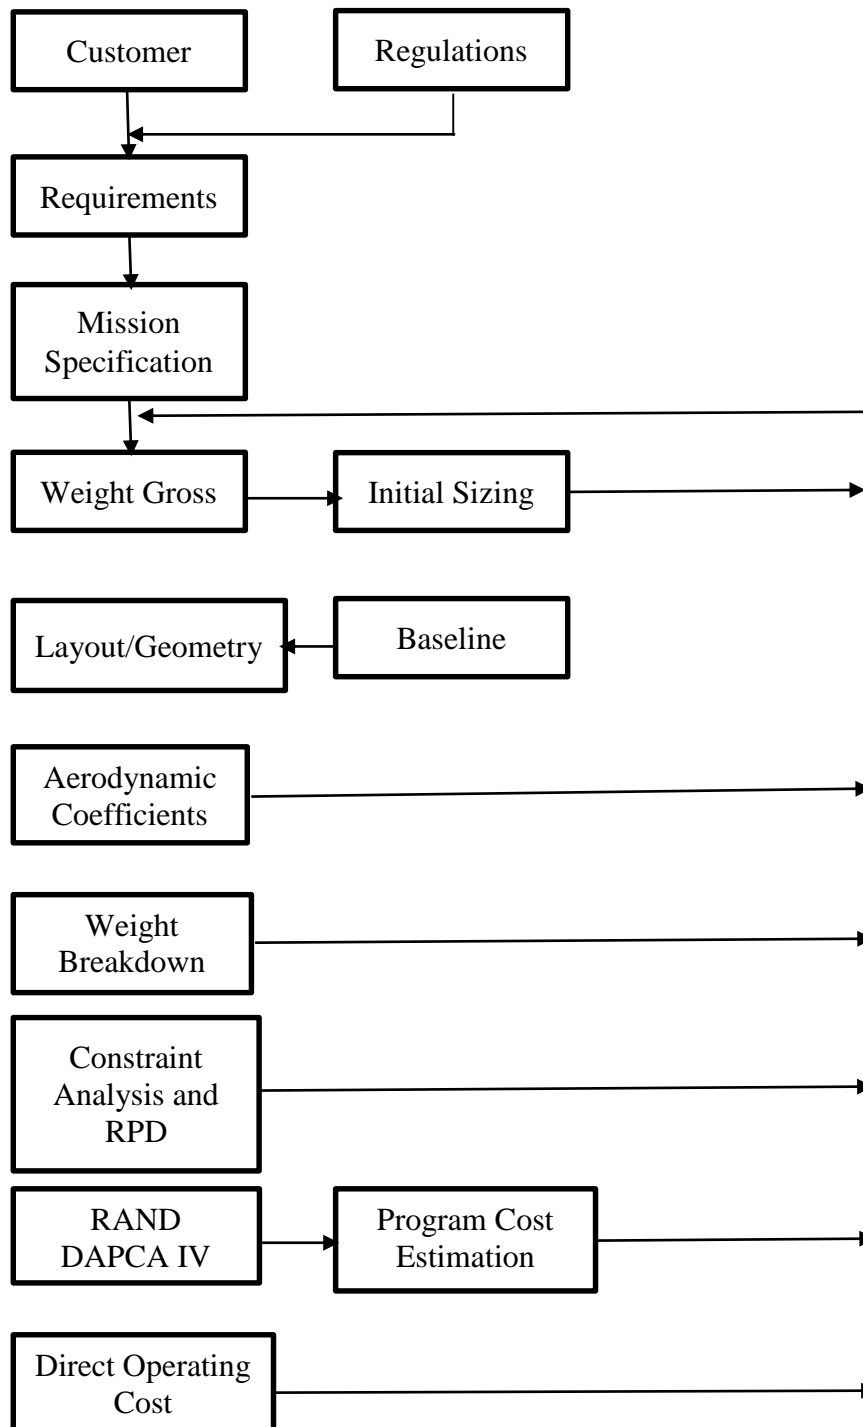 Customer
Regulations
Requirements
Mission
Specification
Weight Gross
Initial Sizing
Layout/Geometry
Baseline
Aerodynamic
Coefficients
Weight
Breakdown
Constraint
Analysis and
RPD
RAND
DAPCA IV
Program Cost
Estimation
Direct Operating
Cost